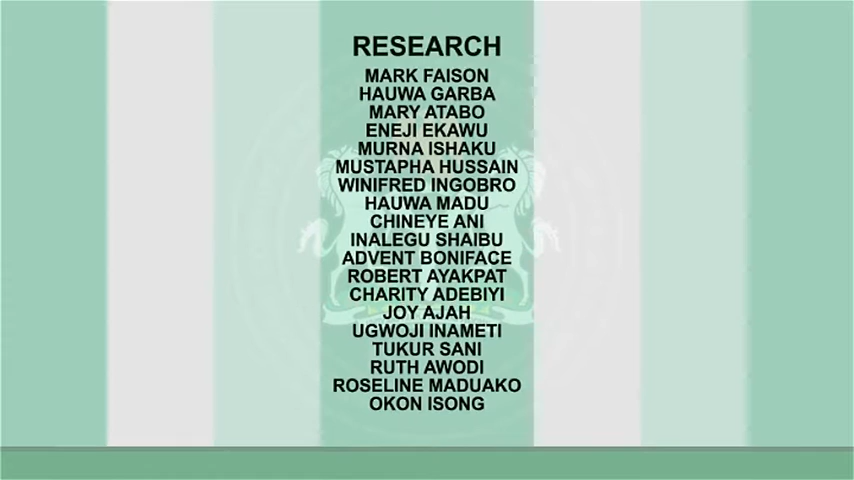 RESEARCH
MARK FAISON
HAUWA GARBA
MARY ATABO
ENEJI EKAWU
MURNA ISHAKU
MUSTAPHA HUSSAIN
WINIFRED INGOBRO
HAUWA MADU
CHINEYE ANI
INALEGU SHAIBU
ADVENT BONIFACE
ROBERT AYAKPAT
CHARITY ADEBIYI
JOY AJAH
UGWOJI INAMETI
TUKUR SANI
RUTH AWODI
ROSELINE MADUAKO
OKON ISONG